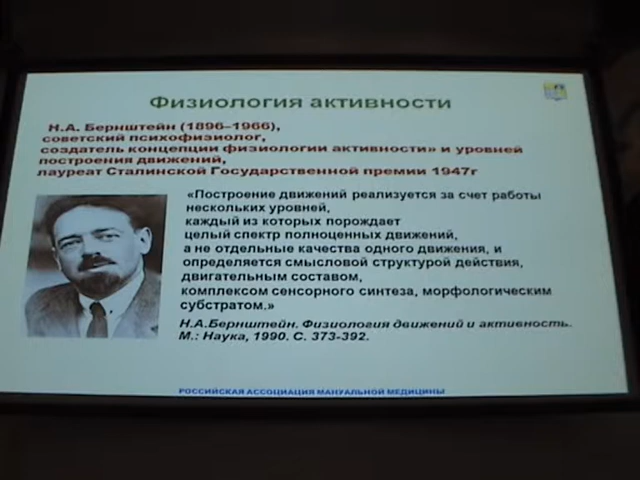 Физиология активности
Н.А. Бернштейн (1896–1966),
советский психофизиолог,
создатель концепции физиологии активности» и уровней
построения движений,
лауреат Сталинской Государственной премии 1947г
«Построение движений реализуется за счет работы
нескольких уровней,
каждый из которых порождает
целый спектр полноценных движений,
а не отдельные качества одного движения, и
определяется смысловой структурой действия,
двигательным составом,
комплексом сенсорного синтеза, морфологическим
субстратом.»
Н.А.Бернштейн. Физиология движений и активность.
М.: Наука, 1990. С. 373-392.
РОССИЙСКАЯ АССОЦИАЦИЯ МАНУАЛЬНОЙ МЕДИЦИНЫ